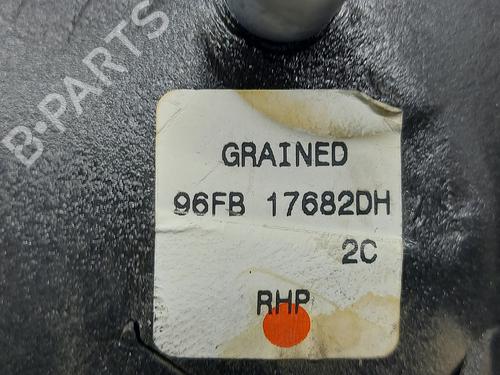 B-PARTS
GRAINED
96FB 17682DH
2C
RHP